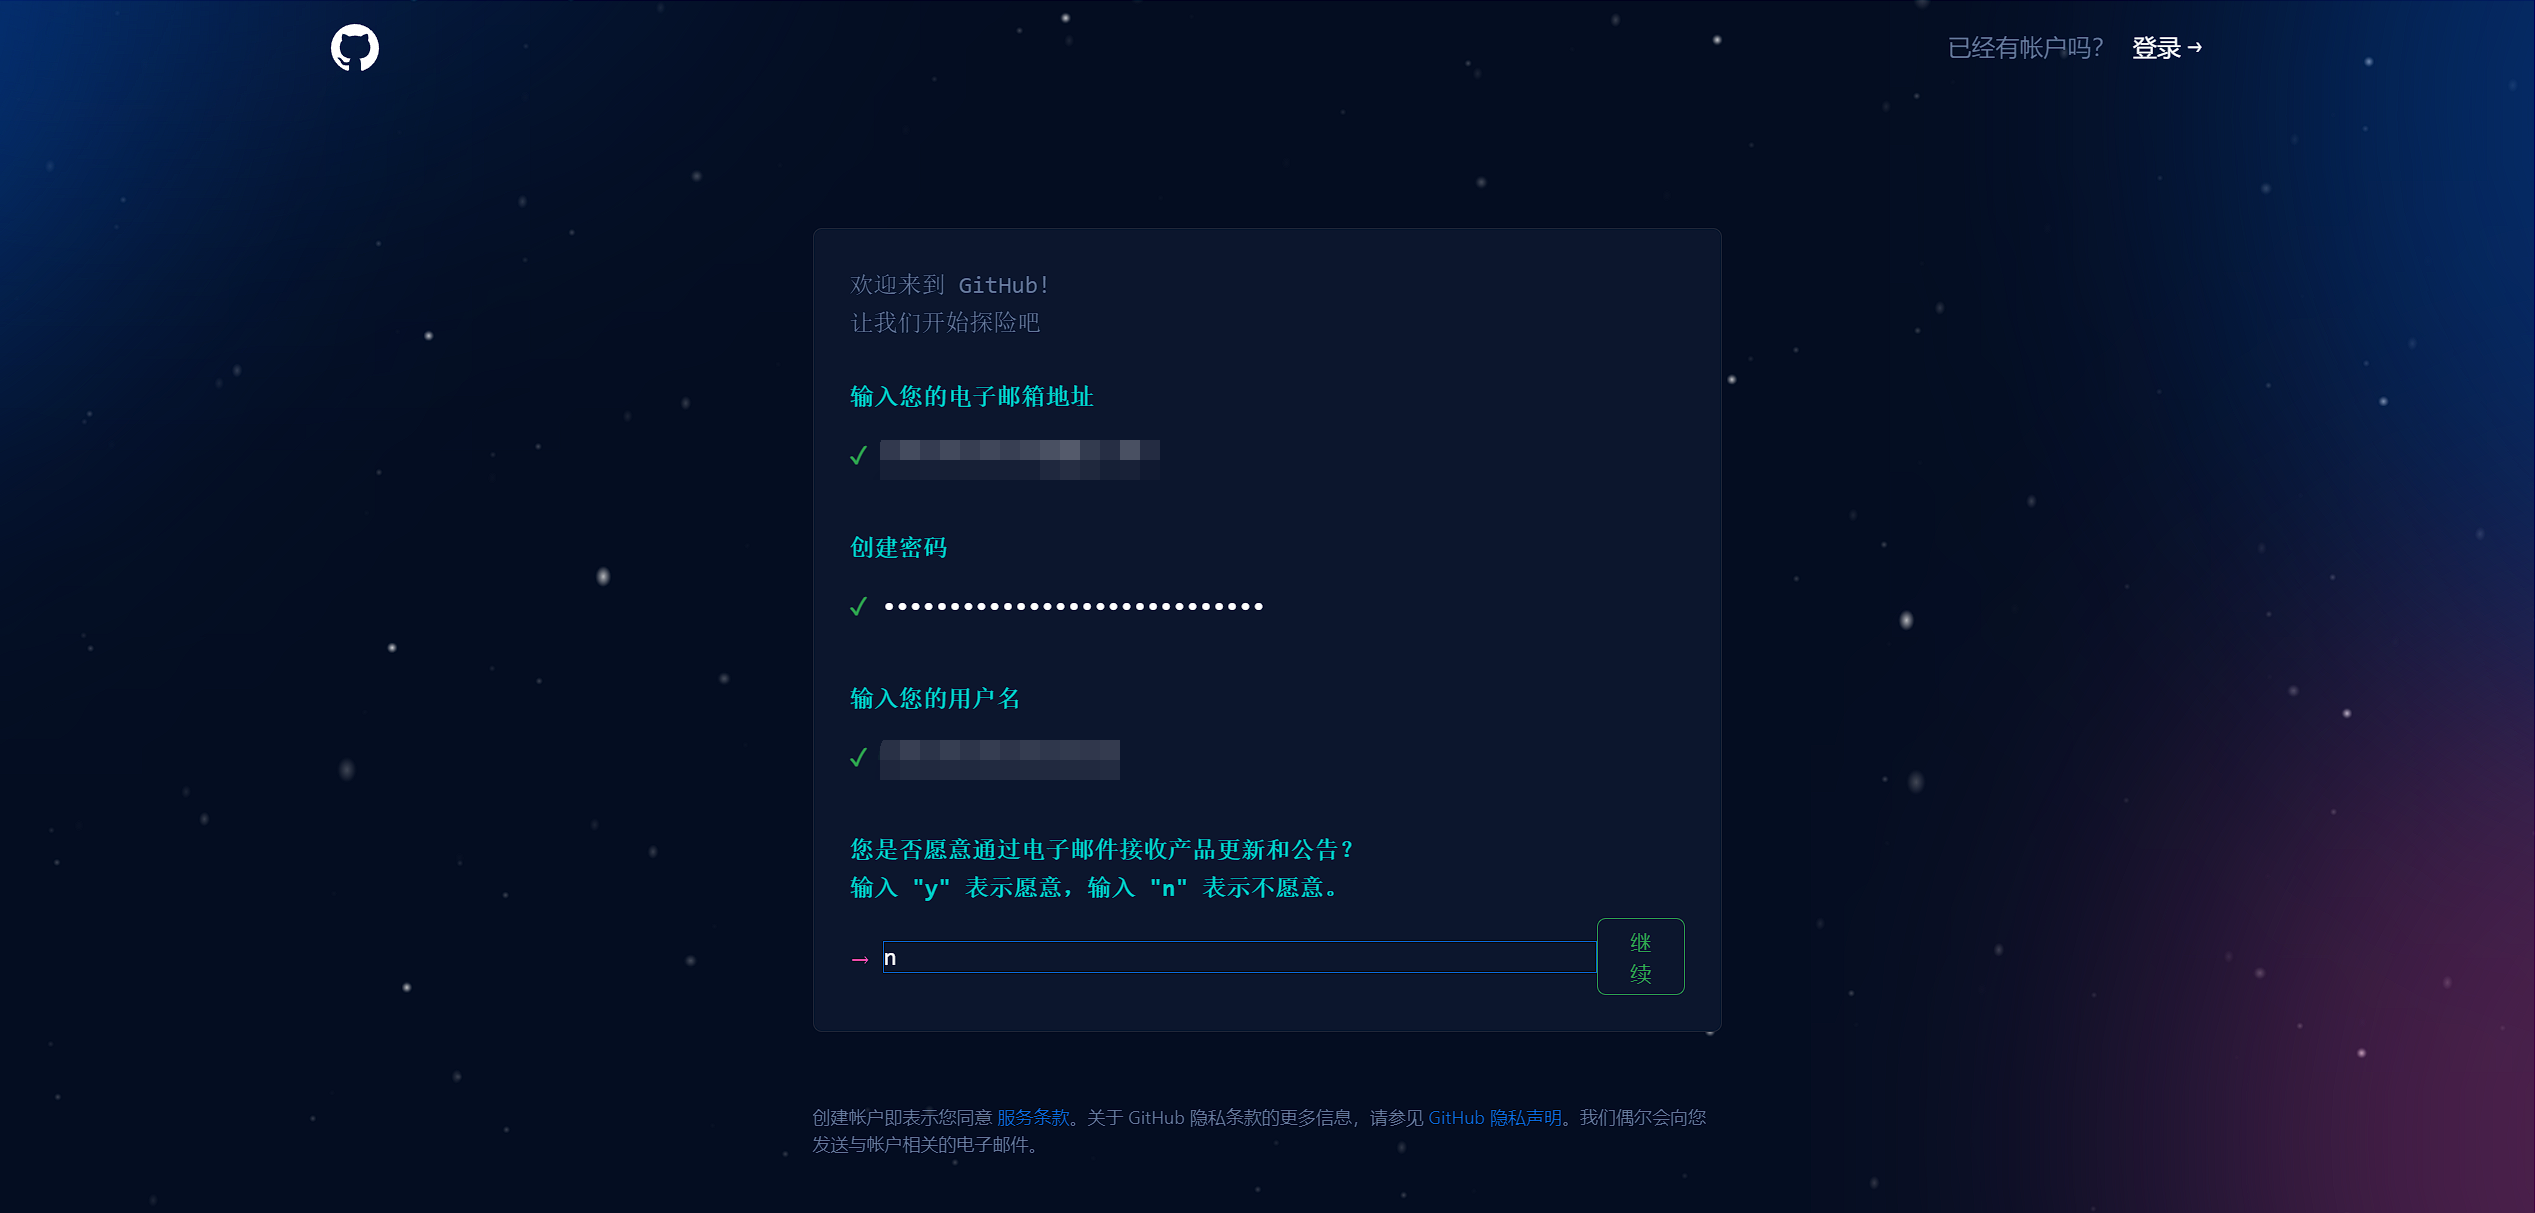 已经有帐户吗? 登录 →
欢迎来到 GitHub!
让我们开始探险吧
输入您的电子邮箱地址
创建密码
输入您的用户名
您是否愿意通过电子邮件接收产品更新和公告?
输入 "y" 表示愿意，输入 "n" 表示不愿意。
→ n
继
续
创建帐户即表示您同意 服务条款。关于 GitHub 隐私条款的更多信息，请参见 GitHub 隐私声明。我们偶尔会向您
发送与帐户相关的电子邮件。